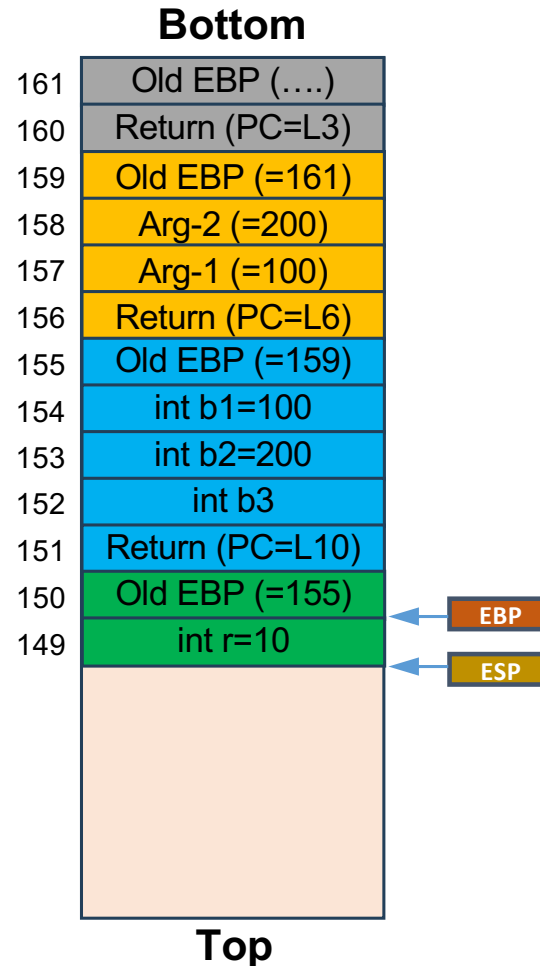 Bottom
161 Old EBP (....)
160 Return (PC=L3)
159 Old EBP (=161)
158 Arg-2 (=200)
157 Arg-1 (=100)
156 Return (PC=L6)
155 Old EBP (=159)
154 int b1=100
153 int b2=200
152 int b3
151 Return (PC=L10)
150 Old EBP (=155)
EBP
149 int r=10
ESP
Top